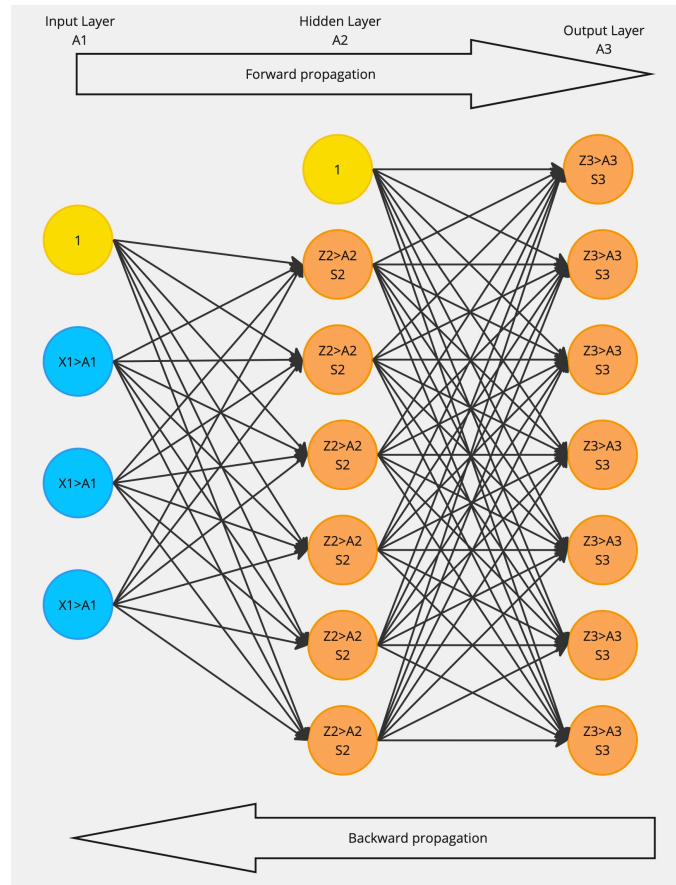 Input Layer
A1
Hidden Layer
A2
Output Layer
A3
Forward propagation
1
Z3>A3
S3
1
Z2>A2
S2
Z3>A3
S3
X1>A1
Z2>A2
S2
Z3>A3
S3
X1>A1
Z2>A2
S2
Z3>A3
S3
Z2>A2
S2
Z3>A3
S3
X1>A1
Z2>A2
S2
Z3>A3
S3
Z2>A2
S2
Z3>A3
S3
Backward propagation